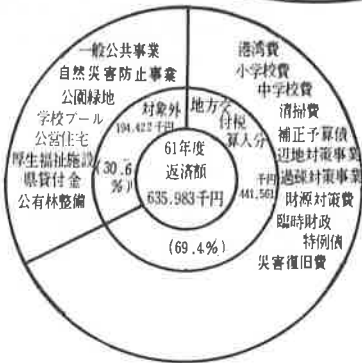 一般公共事業
自然災害防止事業
公園緑地
学校プール
公営住宅
厚生福祉施設
県貸付金
公有林整備
対象外
194.422千円
(30.6
%)
地方交
付税
算入分
千円
441,561
(69.4%)
61年度
返済額
635.983千円
港湾費
小学校費
中学校費
清掃費
補正予算債
辺地対策事業
過疎対策事業
財源対策費
臨時財政
特例債
災害復旧費